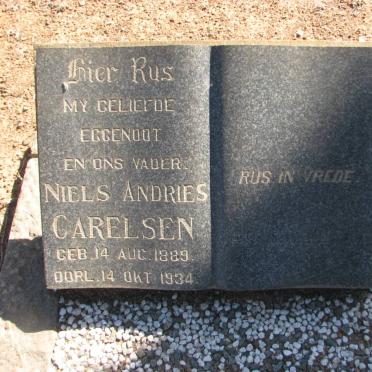 Hier Rus
MY GELIEFDE
EGGENOOT
EN ONS VADER.
NIELS ANDRIES
CARELSEN
GEB. 14 AUG. 1889.
OORL. 14 OKT. 1934.
RUS IN VREDE